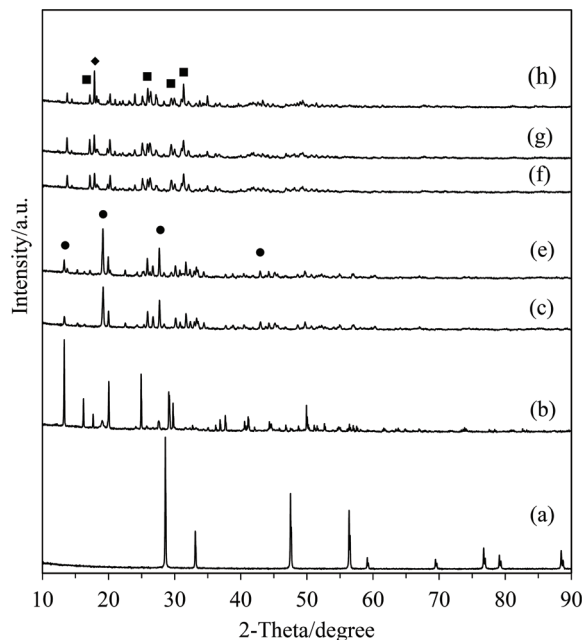 (h)
(g)
(f)
(e)
(c)
(b)
(a)
Intensity/a.u.
10 20 30 40 50 60 70 80 90
2-Theta/degree